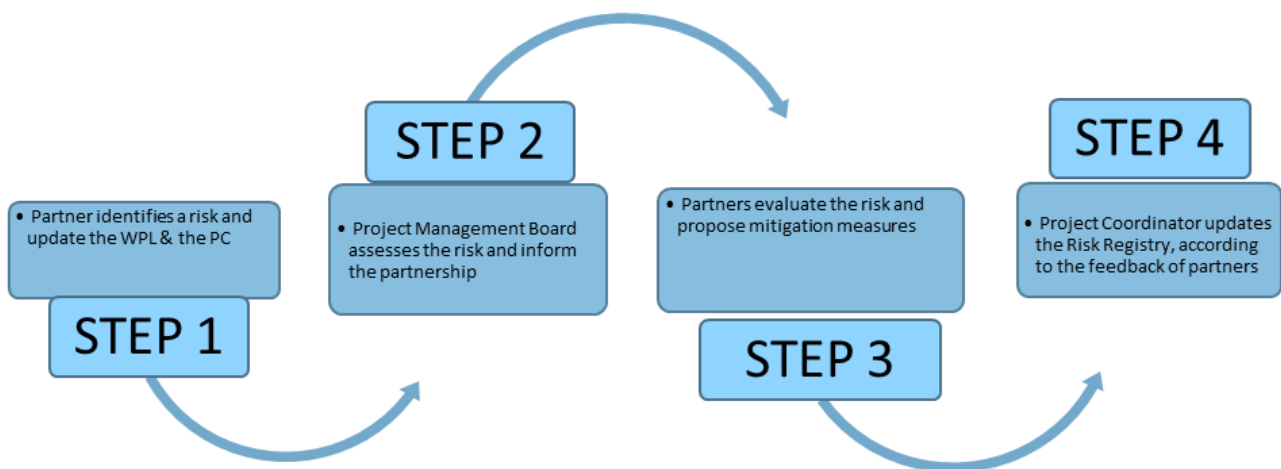 • Partner identifies a risk and
update the WPL & the PC
STEP 1
STEP 2
• Project Management Board
assesses the risk and inform
the partnership
• Partners evaluate the risk and
propose mitigation measures
STEP 3
STEP 4
• Project Coordinator updates
the Risk Registry, according
to the feedback of partners